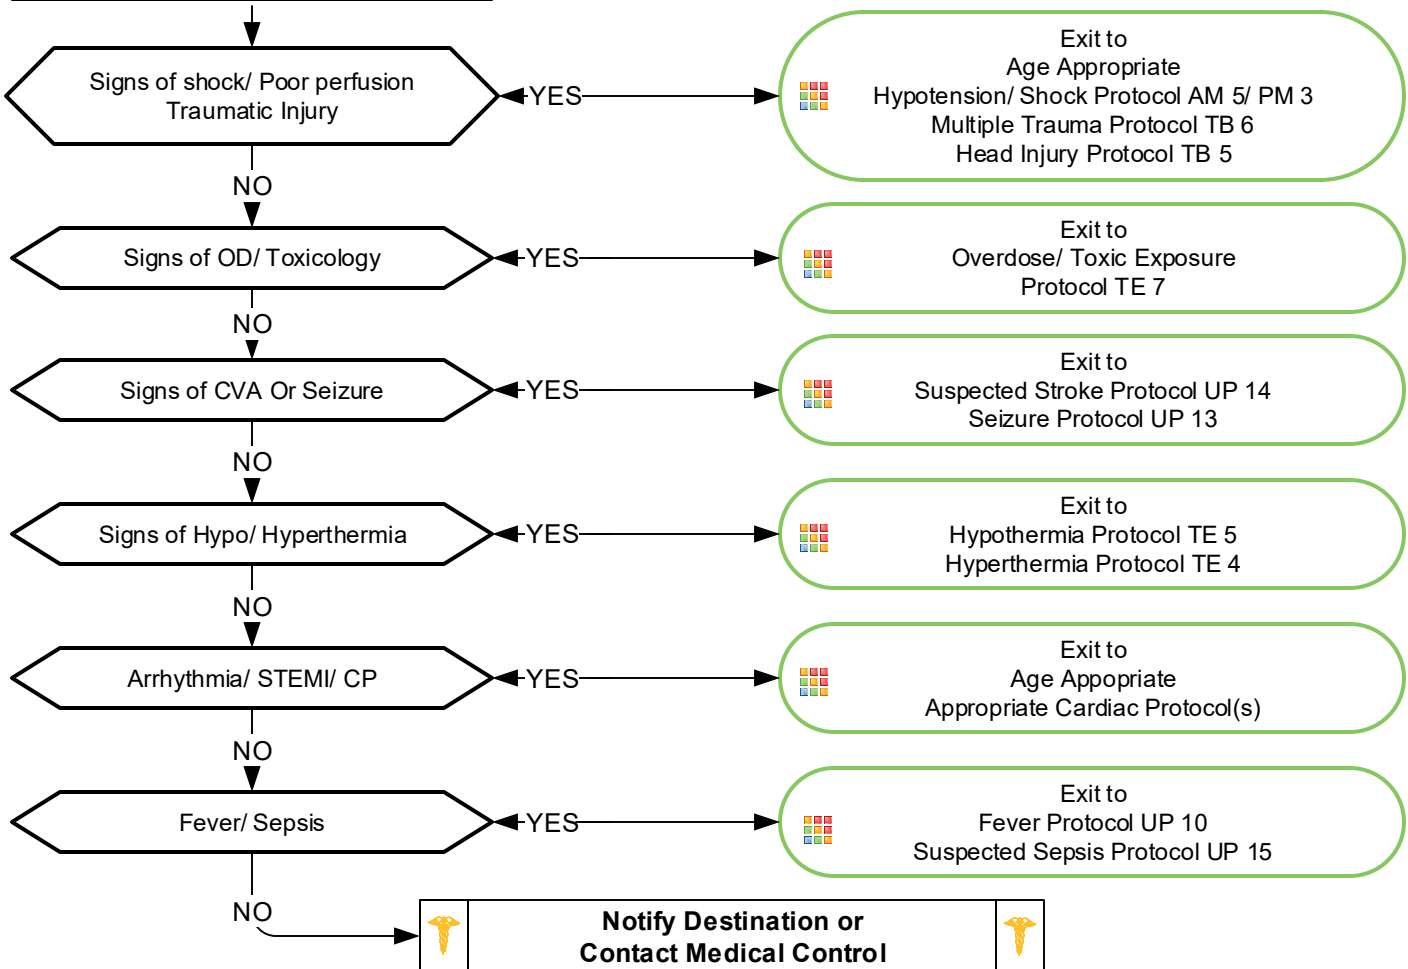 Signs of shock/ Poor perfusion
Traumatic Injury
YES
Exit to
Age Appropriate
Hypotension/ Shock Protocol AM 5/ PM 3
Multiple Trauma Protocol TB 6
Head Injury Protocol TB 5
NO
Signs of OD/ Toxicology
YES
Exit to
Overdose/ Toxic Exposure
Protocol TE 7
NO
Signs of CVA Or Seizure
YES
Exit to
Suspected Stroke Protocol UP 14
Seizure Protocol UP 13
NO
Signs of Hypo/ Hyperthermia
YES
Exit to
Hypothermia Protocol TE 5
Hyperthermia Protocol TE 4
NO
Arrhythmia/ STEMI/ CP
YES
Exit to
Age Appopriate
Appropriate Cardiac Protocol(s)
NO
Fever/ Sepsis
YES
Exit to
Fever Protocol UP 10
Suspected Sepsis Protocol UP 15
NO
Notify Destination or
Contact Medical Control